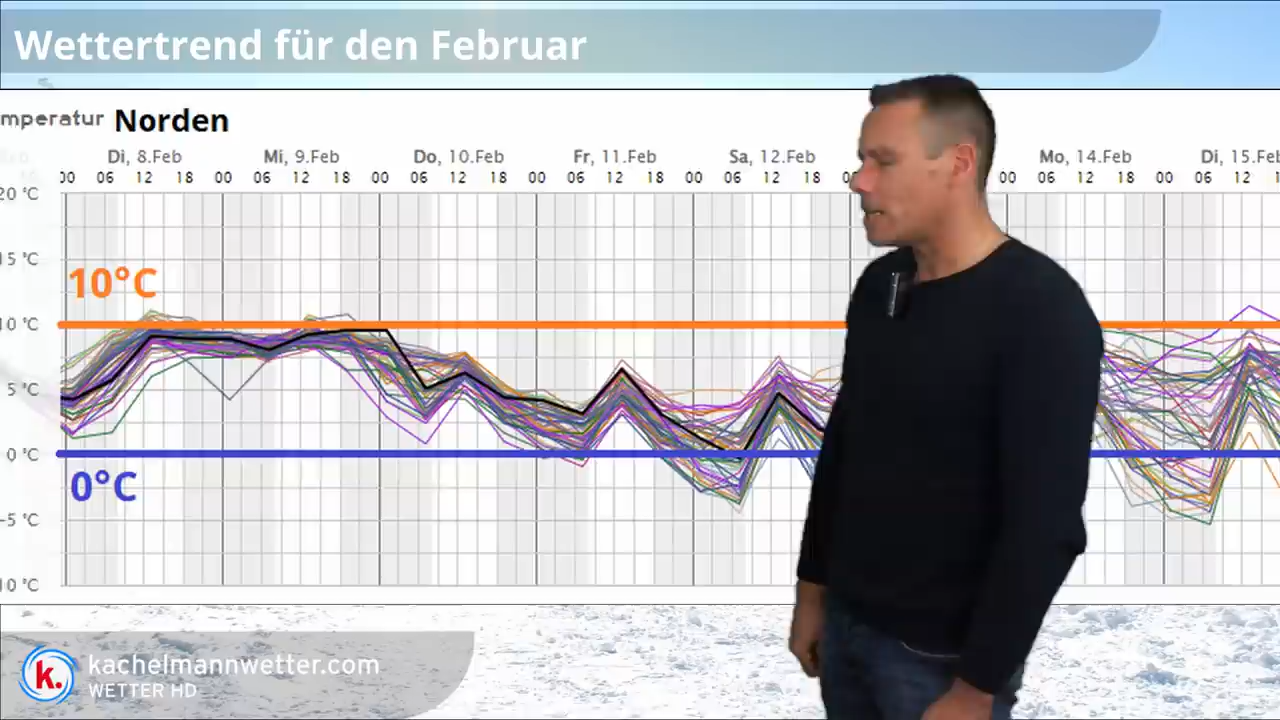 Wettertrend für den Februar
mperatur Norden
Di, 8.Feb Mi, 9.Feb Do, 10.Feb Fr, 11.Feb Sa, 12.Feb Mo, 14.Feb Di, 15.Feb
00 06 12 18 00 06 12 18 00 06 12 18 00 06 12 18 00 06 12 18 00 06 12 18 00 06 12
20 °C
15 °C
10°C
10 °C
5 °C
0 °C
0°C
-5 °C
10 °C
k.
kachelmannwetter.com
WETTER HD